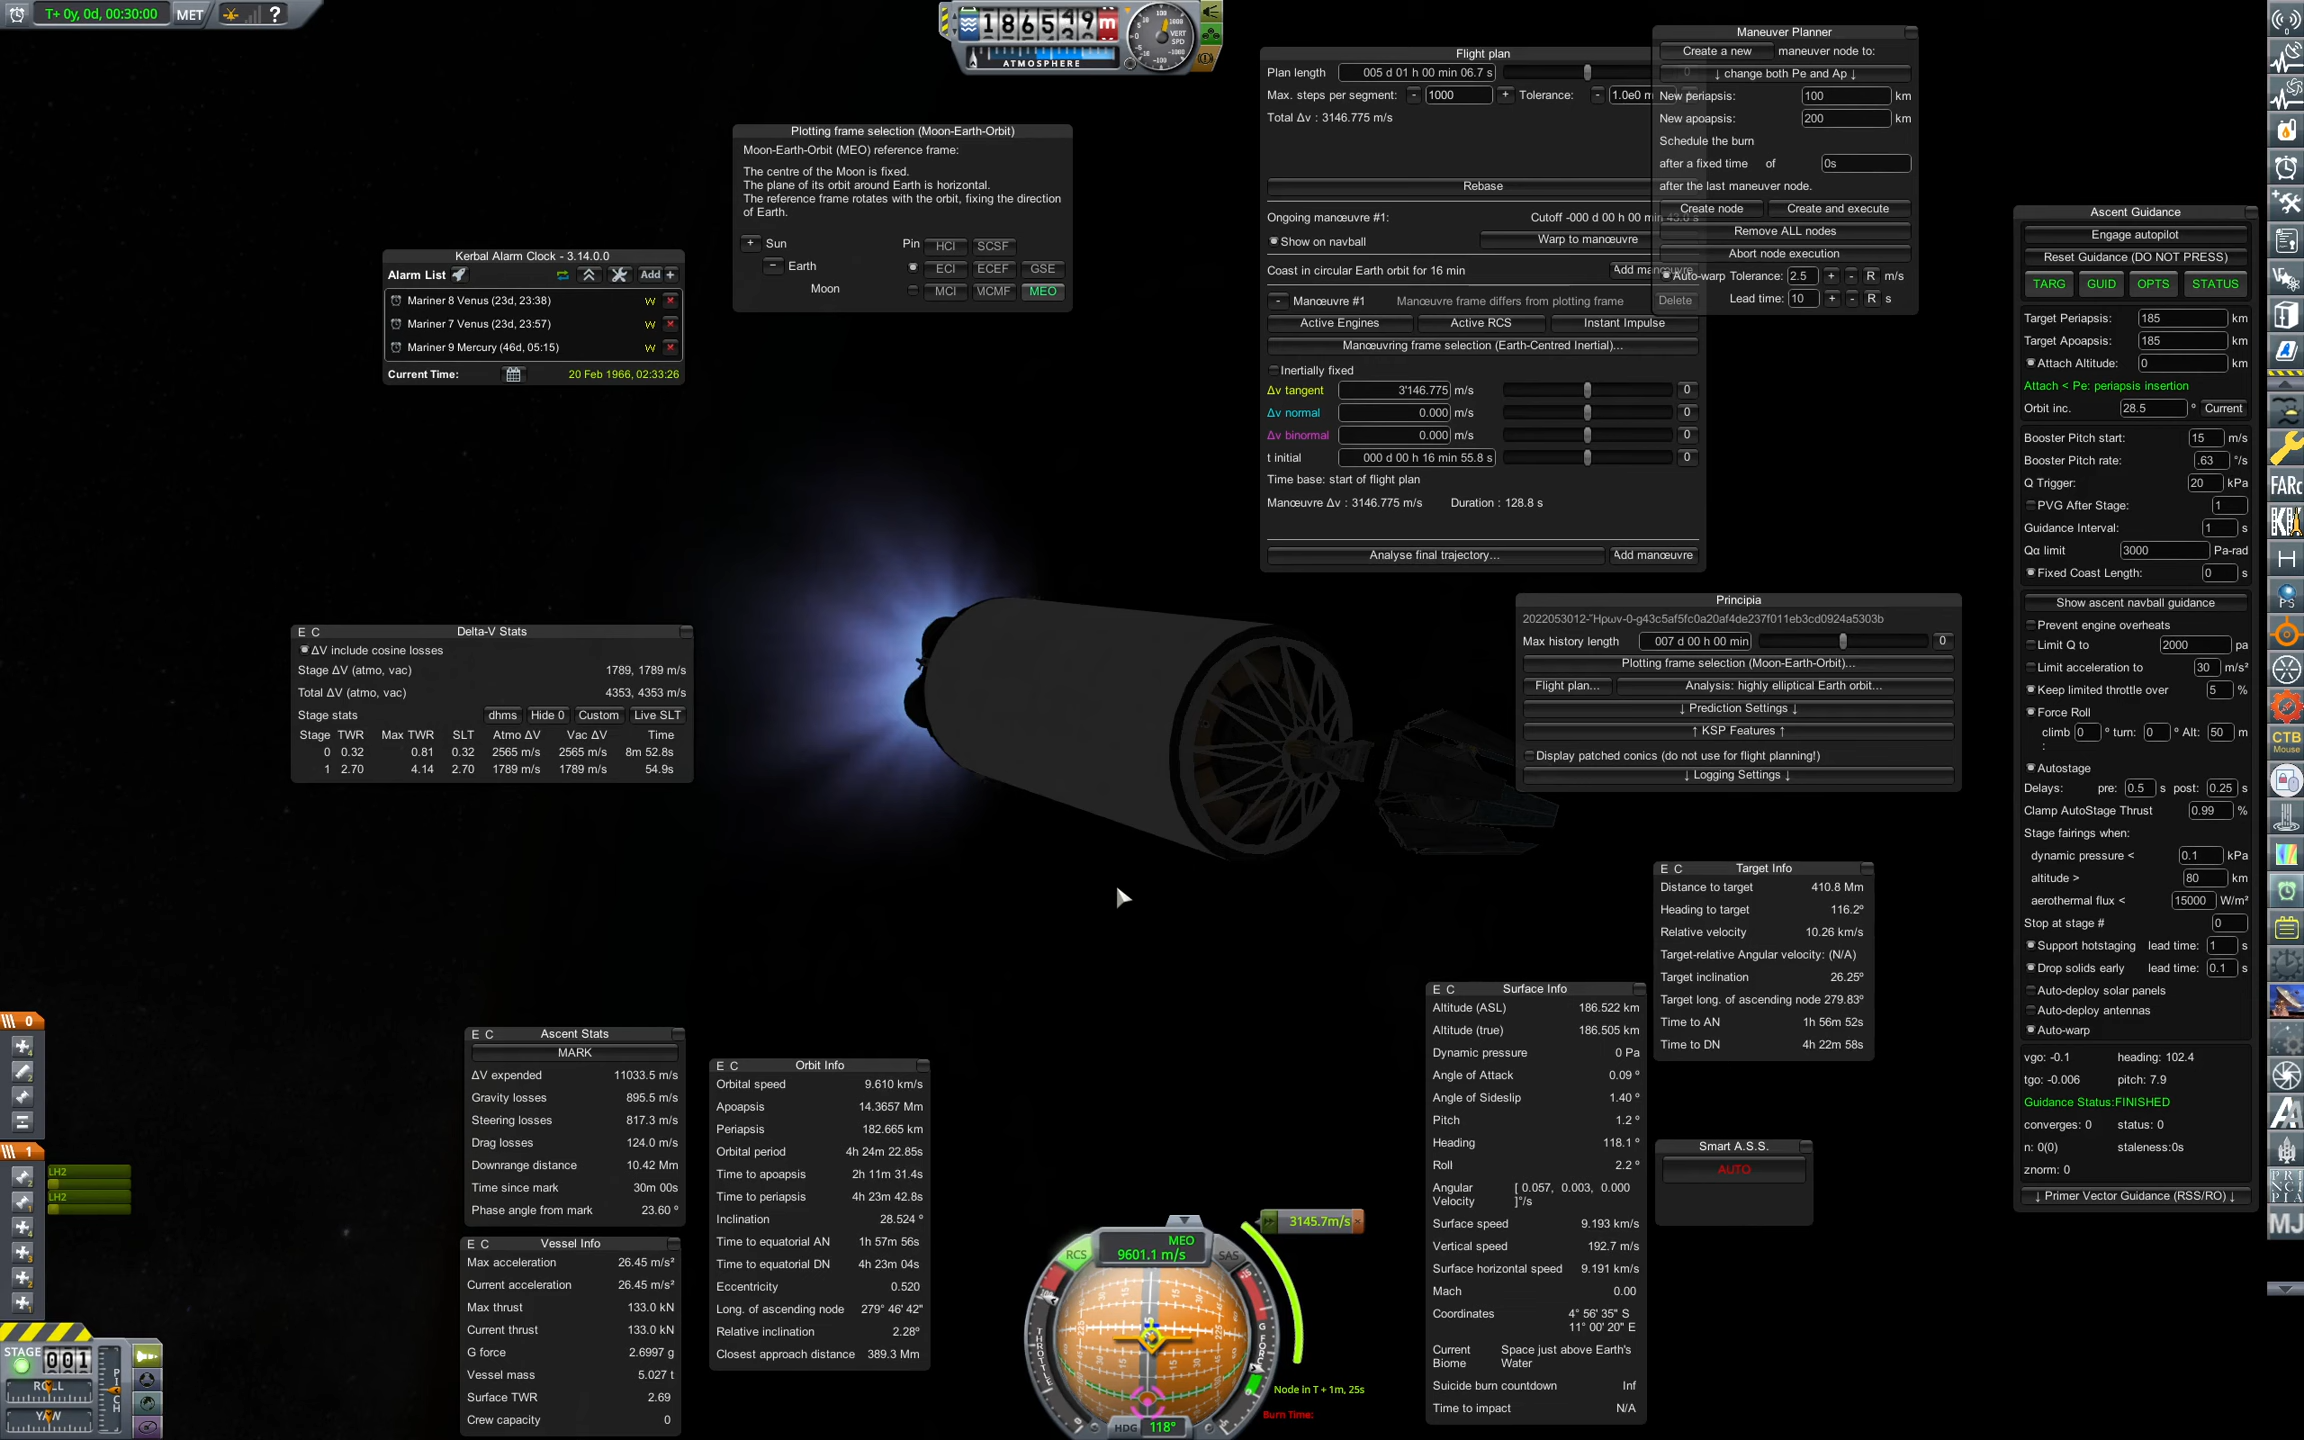 T+ 0y, 0d, 00:30:00 MET ?
ATMOSPHERE
VERT SPD
Flight plan
Plan length 005 d 01 h 00 min 06.7 s
Max. steps per segment: - 1000 + Tolerance: - 1.0e0 m
Total Δv : 3146.775 m/s
Rebase
Ongoing manœuvre #1: Cutoff -000 d 00 h 00 min 43.8 s
Show on navball Warp to manœuvre
Coast in circular Earth orbit for 16 min Add manœuvre
- Manœuvre #1 Manœuvre frame differs from plotting frame Delete
Active Engines Active RCS Instant Impulse
Manœuvring frame selection (Earth-Centred Inertial)...
Inertially fixed
Δv tangent 3'146.775 m/s 0
Δv normal 0.000 m/s 0
Δv binormal 0.000 m/s 0
t initial 000 d 00 h 16 min 55.8 s 0
Time base: start of flight plan
Manœuvre Δv : 3146.775 m/s Duration : 128.8 s
Analyse final trajectory... Add manœuvre
Maneuver Planner
Create a new maneuver node to:
↓ change both Pe and Ap ↓
New periapsis: 100 km
New apoapsis: 200 km
Schedule the burn
after a fixed time of 0s
after the last maneuver node.
Create node Create and execute
Remove ALL nodes
Abort node execution
Auto-warp Tolerance: 2.5 + - R m/s
Lead time: 10 + - R s
Plotting frame selection (Moon-Earth-Orbit)
Moon-Earth-Orbit (MEO) reference frame:
The centre of the Moon is fixed.
The plane of its orbit around Earth is horizontal.
The reference frame rotates with the orbit, fixing the direction
of Earth.
+ Sun Pin HCI SCSF
− Earth ECI ECEF GSE
Moon MCI MCMF MEO
Kerbal Alarm Clock - 3.14.0.0
Alarm List Add +
Mariner 8 Venus (23d, 23:38) W ×
Mariner 7 Venus (23d, 23:57) W ×
Mariner 9 Mercury (46d, 05:15) W ×
Current Time: 20 Feb 1966, 02:33:26
Ascent Guidance
Engage autopilot
Reset Guidance (DO NOT PRESS)
TARG GUID OPTS STATUS
Target Periapsis: 185 km
Target Apoapsis: 185 km
Attach Altitude: 0 km
Attach < Pe: periapsis insertion
Orbit inc. 28.5 º Current
Booster Pitch start: 15 m/s
Booster Pitch rate: .63 °/s
Q Trigger: 20 kPa
PVG After Stage: 1
Guidance Interval: 1 s
Qα limit 3000 Pa-rad
Fixed Coast Length: 0 s
Show ascent navball guidance
Prevent engine overheats
Limit Q to 2000 pa
Limit acceleration to 30 m/s²
Keep limited throttle over 5 %
Force Roll
climb 0 º turn: 0 º Alt: 50 m
:
Autostage
Delays: pre: 0.5 s post: 0.25 s
Clamp AutoStage Thrust 0.99 %
Stage fairings when:
dynamic pressure < 0.1 kPa
altitude > 80 km
aerothermal flux < 15000 W/m²
Stop at stage # 0
Support hotstaging lead time: 1 s
Drop solids early lead time: 0.1 s
Auto-deploy solar panels
Auto-deploy antennas
Auto-warp
vgo: -0.1 heading: 102.4
tgo: -0.006 pitch: 7.9
Guidance Status:FINISHED
converges: 0 status: 0
n: 0(0) staleness:0s
znorm: 0
↓ Primer Vector Guidance (RSS/RO) ↓
FARc
PS
CTB
Mouse
PRINCIPIA
MJ
Principia
2022053012-Ἥρων-0-g43c5af5fc0a20af4de237f011eb3cd0924a5303b
Max history length 007 d 00 h 00 min 0
Plotting frame selection (Moon-Earth-Orbit)...
Flight plan... Analysis: highly elliptical Earth orbit...
↓ Prediction Settings ↓
↑ KSP Features ↑
Display patched conics (do not use for flight planning!)
↓ Logging Settings ↓
E C Delta-V Stats
ΔV include cosine losses
Stage ΔV (atmo, vac) 1789, 1789 m/s
Total ΔV (atmo, vac) 4353, 4353 m/s
Stage stats dhms Hide 0 Custom Live SLT
Stage TWR Max TWR SLT Atmo ΔV Vac ΔV Time
0 0.32 0.81 0.32 2565 m/s 2565 m/s 8m 52.8s
1 2.70 4.14 2.70 1789 m/s 1789 m/s 54.9s
E C Target Info
Distance to target 410.8 Mm
Heading to target 116.2º
Relative velocity 10.26 km/s
Target-relative Angular velocity: (N/A)
Target inclination 26.25º
Target long. of ascending node 279.83º
Time to AN 1h 56m 52s
Time to DN 4h 22m 58s
E C Surface Info
Altitude (ASL) 186.522 km
Altitude (true) 186.505 km
Dynamic pressure 0 Pa
Angle of Attack 0.09 º
Angle of Sideslip 1.40 º
Pitch 1.2 º
Heading 118.1 º
Roll 2.2 º
Angular Velocity [ 0.057, 0.003, 0.000 ]°/s
Surface speed 9.193 km/s
Vertical speed 192.7 m/s
Surface horizontal speed 9.191 km/s
Mach 0.00
Coordinates 4° 56' 35" S
11° 00' 20" E
Current Biome Space just above Earth's Water
Suicide burn countdown Inf
Time to impact N/A
Smart A.S.S.
AUTO
E C Ascent Stats
MARK
ΔV expended 11033.5 m/s
Gravity losses 895.5 m/s
Steering losses 817.3 m/s
Drag losses 124.0 m/s
Downrange distance 10.42 Mm
Time since mark 30m 00s
Phase angle from mark 23.60 º
E C Vessel Info
Max acceleration 26.45 m/s²
Current acceleration 26.45 m/s²
Max thrust 133.0 kN
Current thrust 133.0 kN
G force 2.6997 g
Vessel mass 5.027 t
Surface TWR 2.69
Crew capacity 0
E C Orbit Info
Orbital speed 9.610 km/s
Apoapsis 14.3657 Mm
Periapsis 182.665 km
Orbital period 4h 24m 22.85s
Time to apoapsis 2h 11m 31.4s
Time to periapsis 4h 23m 42.8s
Inclination 28.524 º
Time to equatorial AN 1h 57m 56s
Time to equatorial DN 4h 23m 04s
Eccentricity 0.520
Long. of ascending node 279° 46' 42"
Relative inclination 2.28º
Closest approach distance 389.3 Mm
0
1
LH2
LH2
STAGE 001
ROLL
YAW
PITCH
RCS MEO SAS
9601.1 m/s
THROTTLE
G FORCE
HDG 118°
3145.7m/s
Node in T + 1m, 25s
Burn Time: